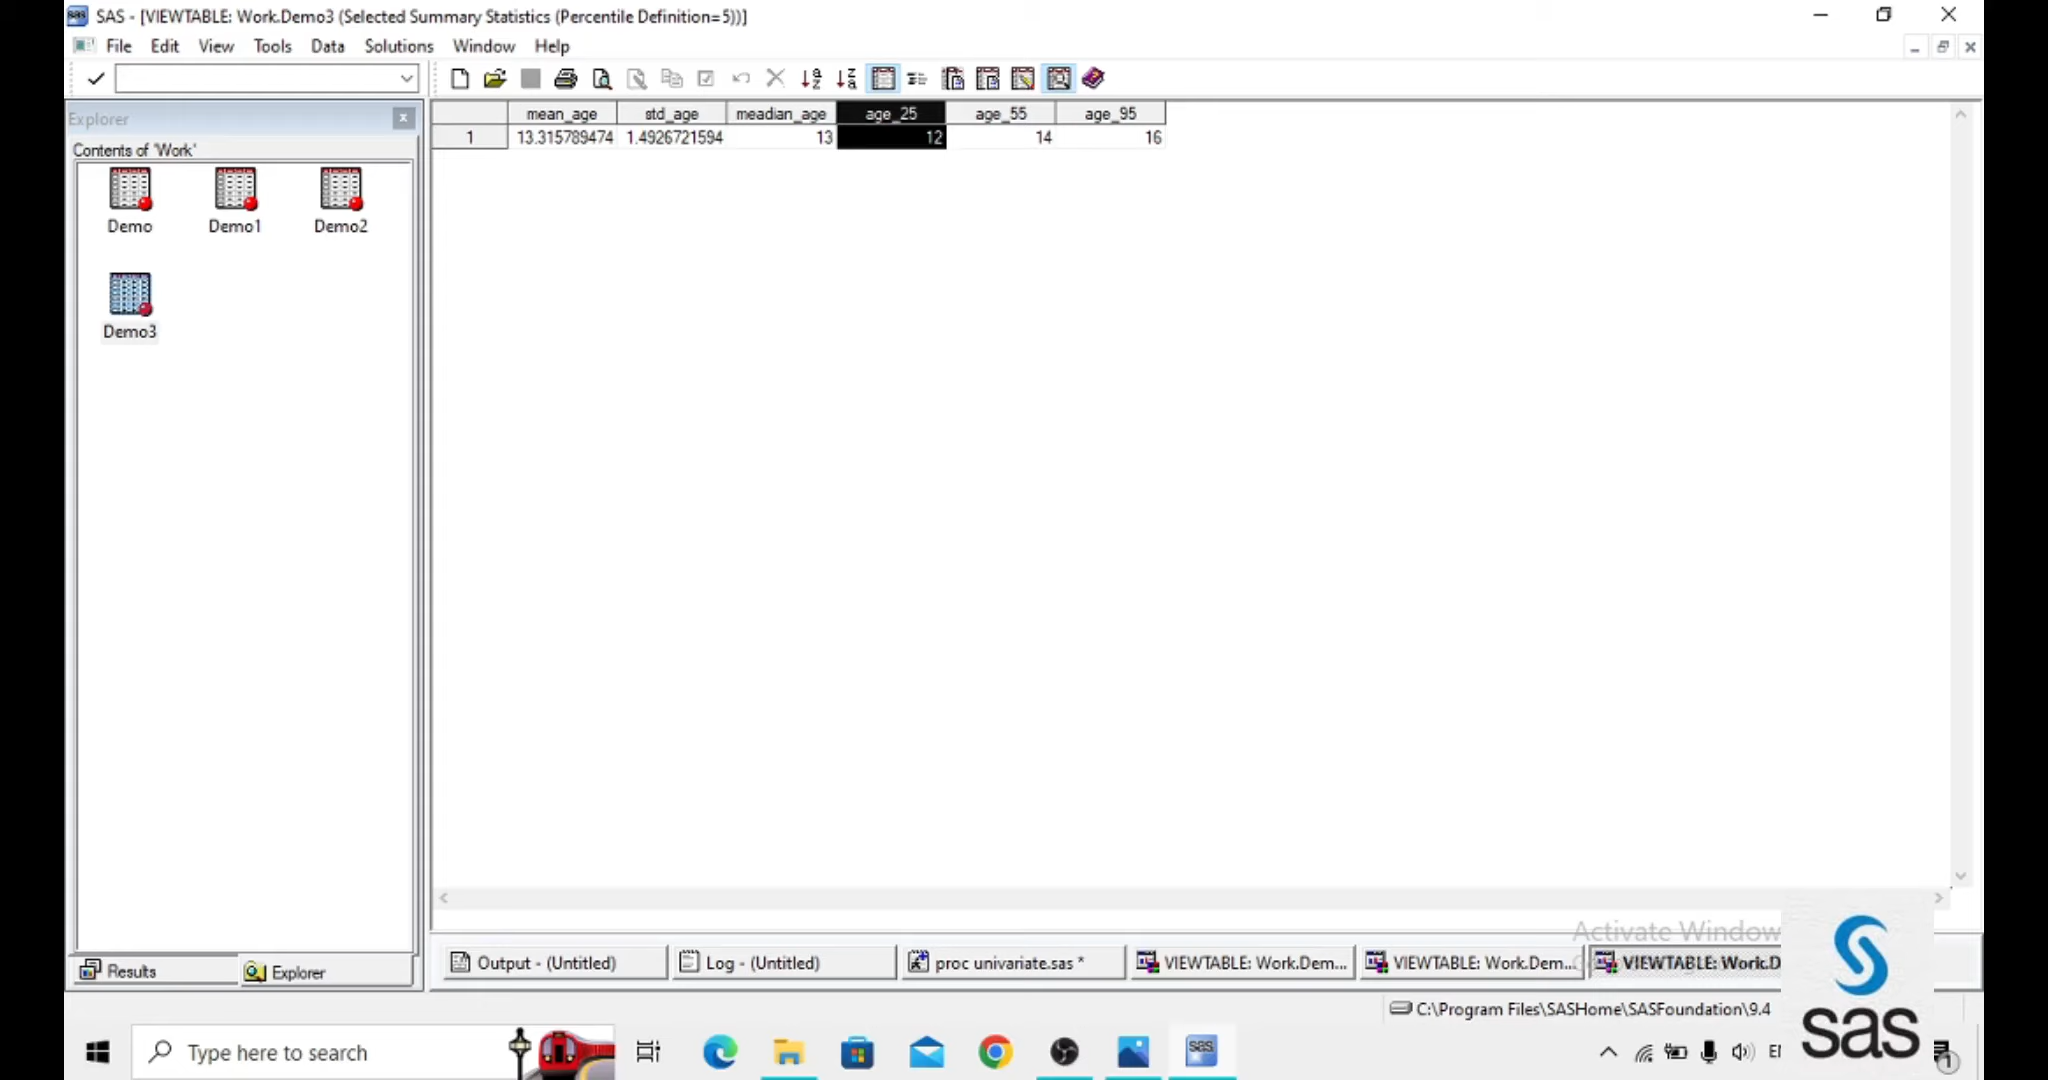 SAS - [VIEWTABLE: Work.Demo3 (Selected Summary Statistics (Percentile Definition=5))]
File Edit View Tools Data Solutions Window Help
Explorer
Contents of 'Work'
Demo Demo1 Demo2
Demo3
mean_age std_age meadian_age age_25 age_55 age_95
1 13.315789474 1.4926721594 13 12 14 16
Activate Window
Results Explorer
Output - (Untitled) Log - (Untitled) proc univariate.sas * VIEWTABLE: Work.Dem... VIEWTABLE: Work.Dem... VIEWTABLE: Work.D
C:\Program Files\SASHome\SASFoundation\9.4
Type here to search
sas
1